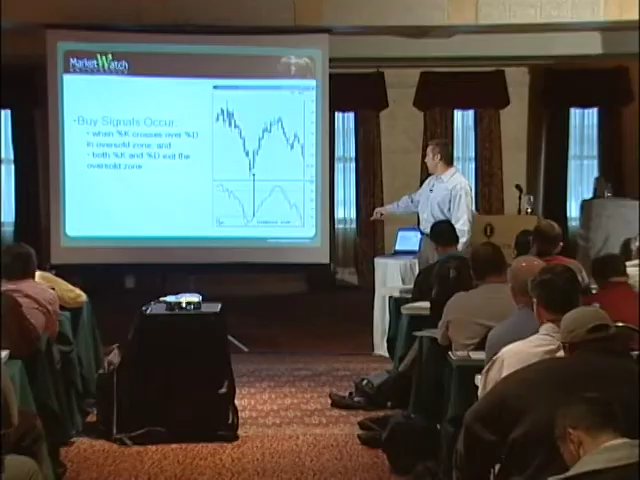 MarketWatch
-Buy Signals Occur:
- when %K crosses over %D
in oversold zone, and
- both %K and %D exit the
oversold zone